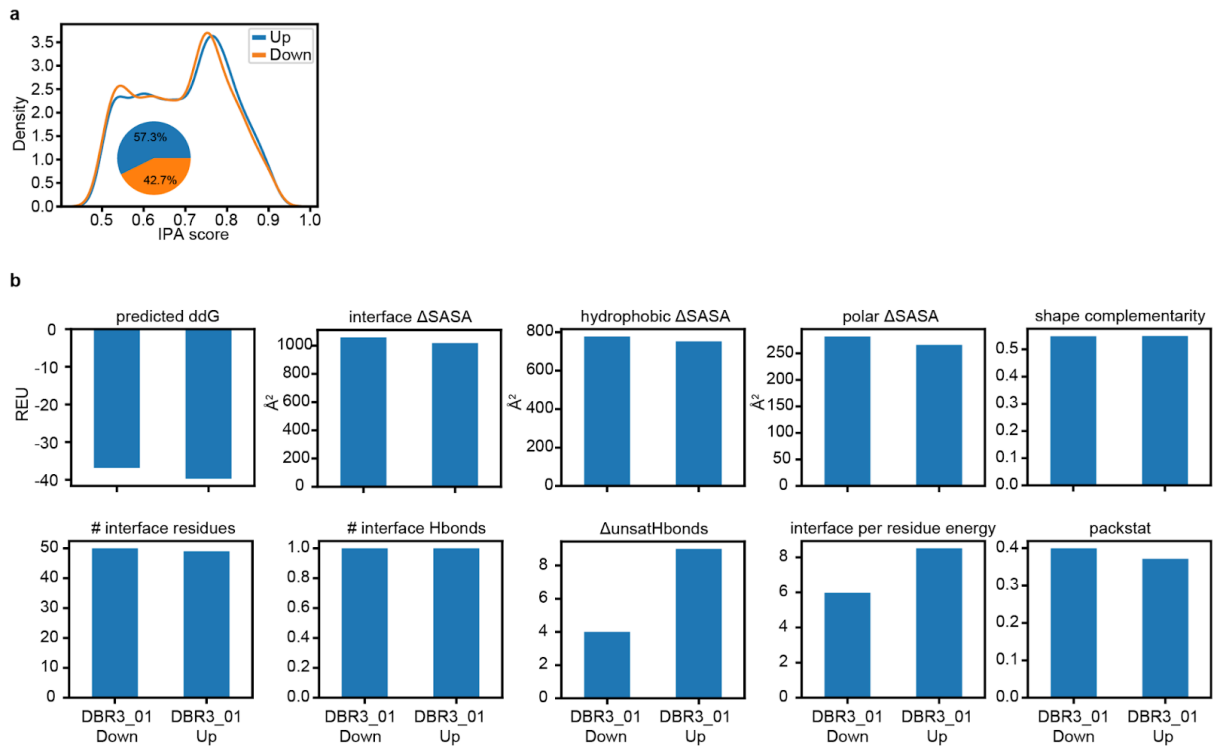 a
Up
Down
Density
3.5
3.0
2.5
2.0
1.5
1.0
0.5
0.0
57.3%
42.7%
0.5 0.6 0.7 0.8 0.9 1.0
IPA score
b
predicted ddG
REU
0
-10
-20
-30
-40
interface ΔSASA
Å²
1000
800
600
400
200
0
hydrophobic ΔSASA
Å²
800
600
400
200
0
polar ΔSASA
Å²
250
200
150
100
50
0
shape complementarity
0.5
0.4
0.3
0.2
0.1
0.0
# interface residues
50
40
30
20
10
0
DBR3_01 DBR3_01
Down Up
# interface Hbonds
1.0
0.8
0.6
0.4
0.2
0.0
DBR3_01 DBR3_01
Down Up
ΔunsatHbonds
8
6
4
2
0
DBR3_01 DBR3_01
Down Up
interface per residue energy
8
6
4
2
0
DBR3_01 DBR3_01
Down Up
packstat
0.4
0.3
0.2
0.1
0.0
DBR3_01 DBR3_01
Down Up